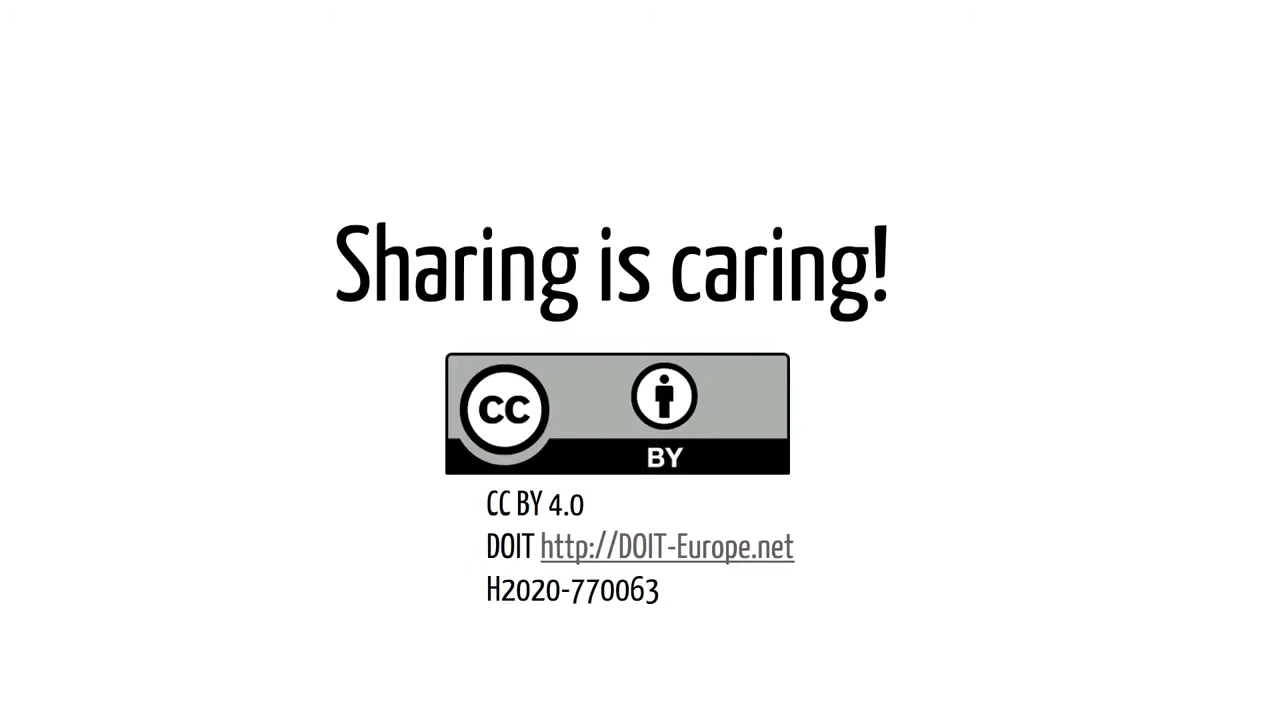 Sharing is caring!
CC
BY
CC BY 4.0
DOIT http://DOIT-Europe.net
H2020-770063